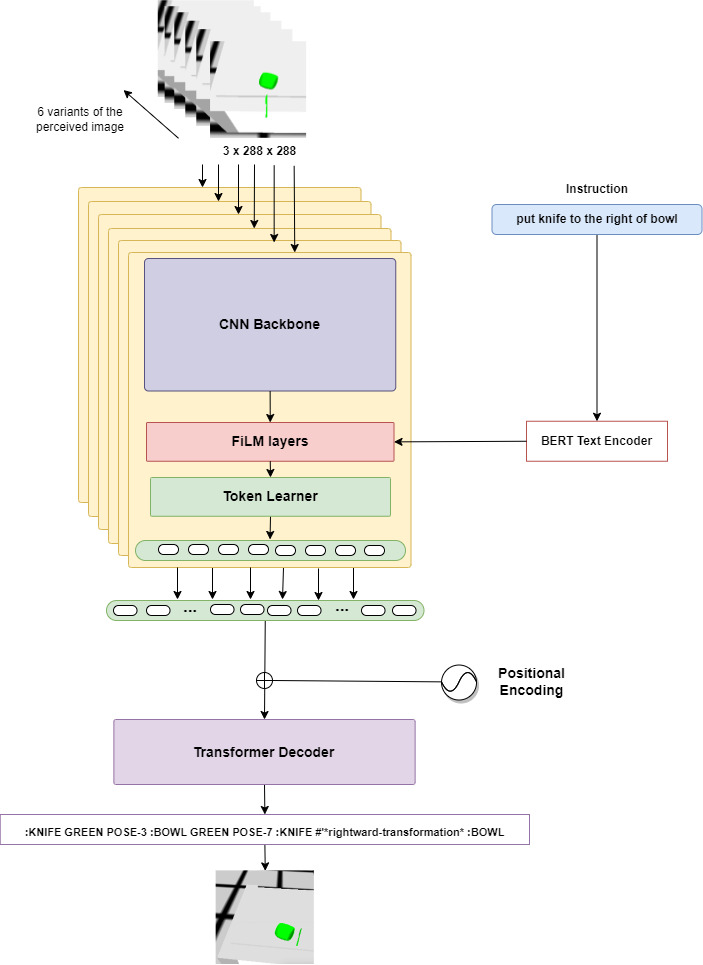 6 variants of the
perceived image
3 x 288 x 288
Instruction
put knife to the right of bowl
CNN Backbone
FiLM layers
BERT Text Encoder
Token Learner
...
...
Positional
Encoding
Transformer Decoder
:KNIFE GREEN POSE-3 :BOWL GREEN POSE-7 :KNIFE #'*rightward-transformation* :BOWL